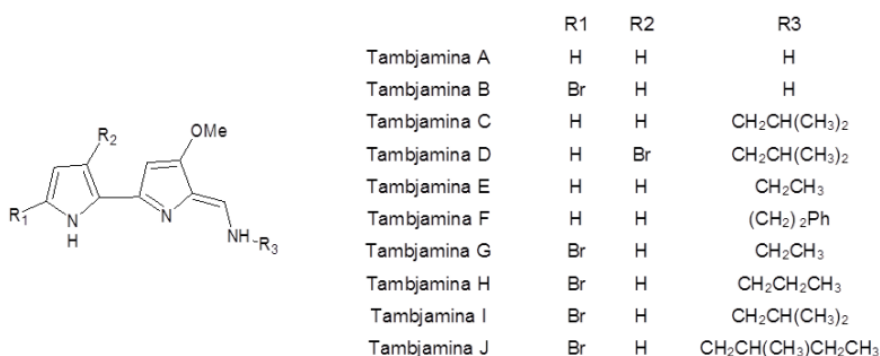 R1 R2 R3
Tambjamina A H H H
Tambjamina B Br H H
Tambjamina C H H CH₂CH(CH₃)₂
Tambjamina D H Br CH₂CH(CH₃)₂
Tambjamina E H H CH₂CH₃
Tambjamina F H H (CH₂)₂Ph
Tambjamina G Br H CH₂CH₃
Tambjamina H Br H CH₂CH₂CH₃
Tambjamina I Br H CH₂CH(CH₃)₂
Tambjamina J Br H CH₂CH(CH₃)CH₂CH₃
OMe
R₂
R₁
N
H
N
NH-R₃